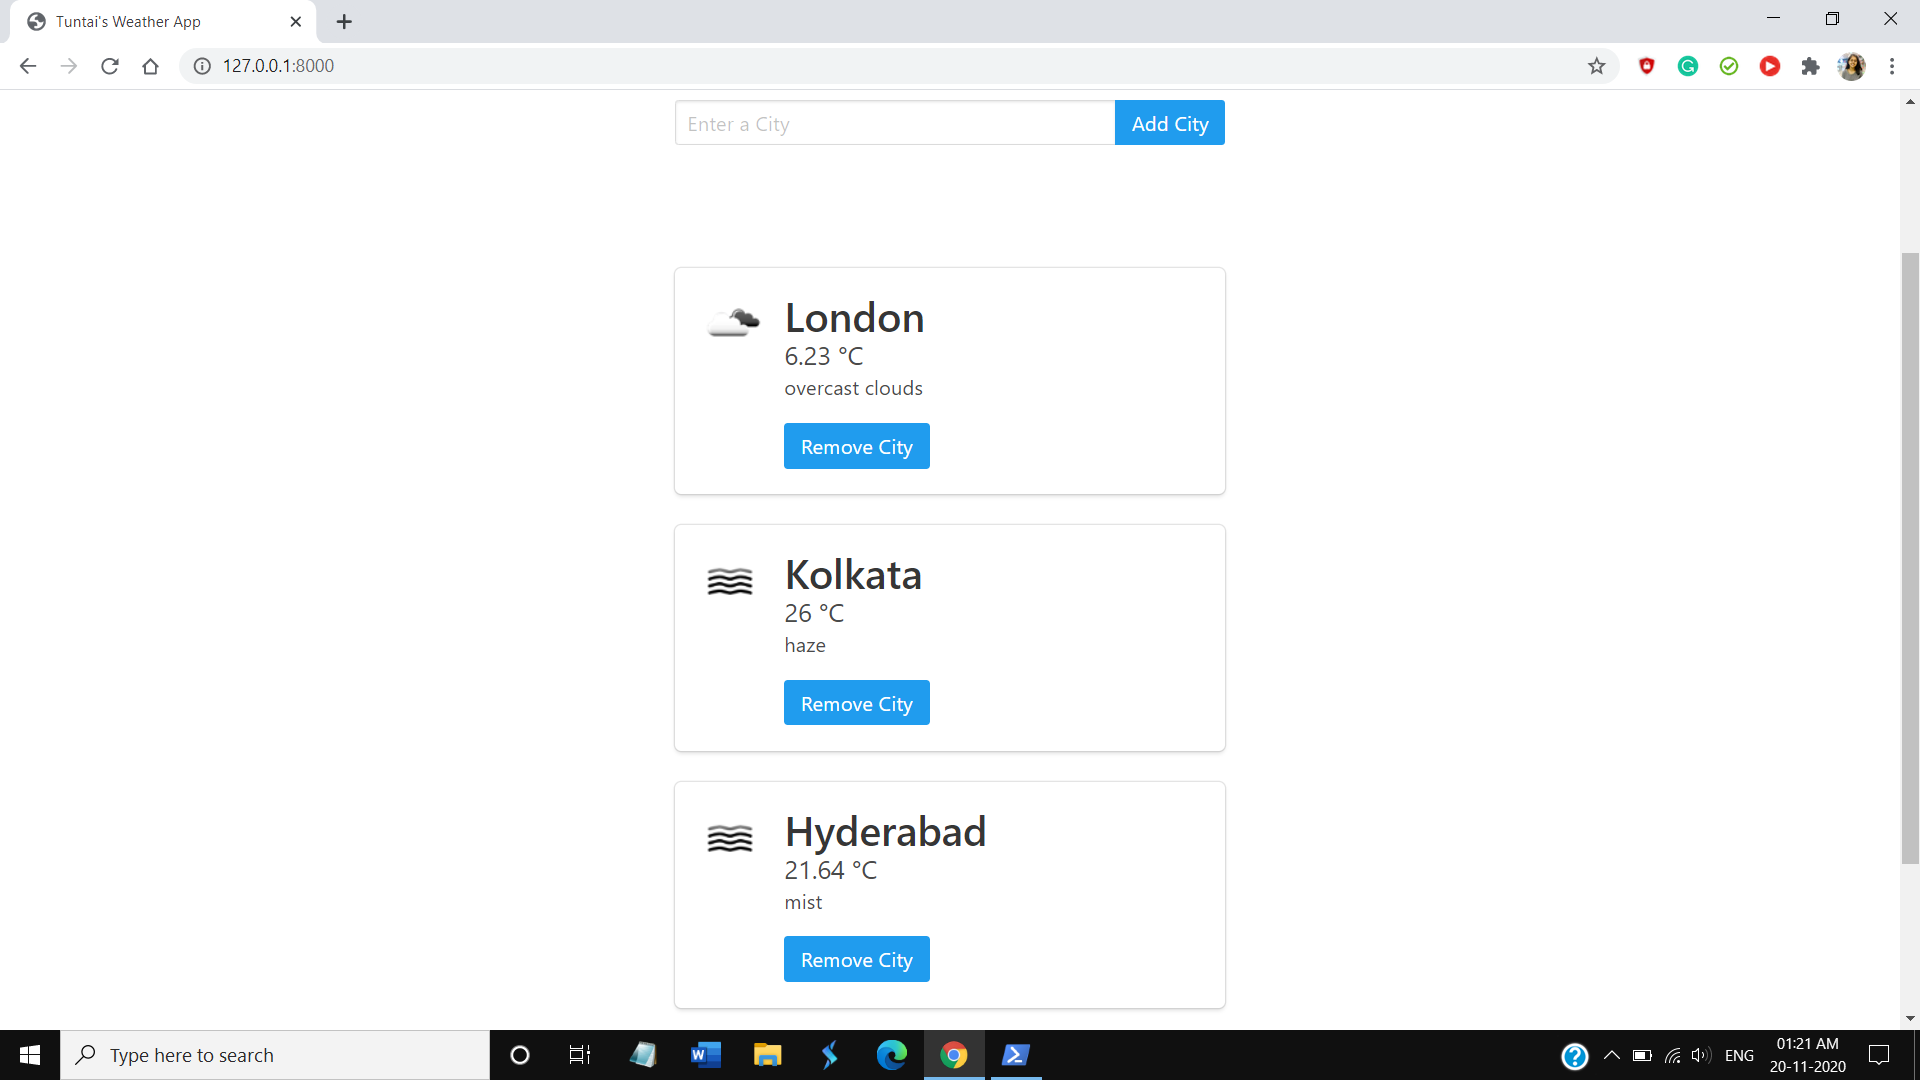 Tuntai's Weather App
127.0.0.1:8000
Enter a City
Add City
London
6.23 °C
overcast clouds
Remove City
Kolkata
26 °C
haze
Remove City
Hyderabad
21.64 °C
mist
Remove City
Type here to search
ENG
01:21 AM
20-11-2020